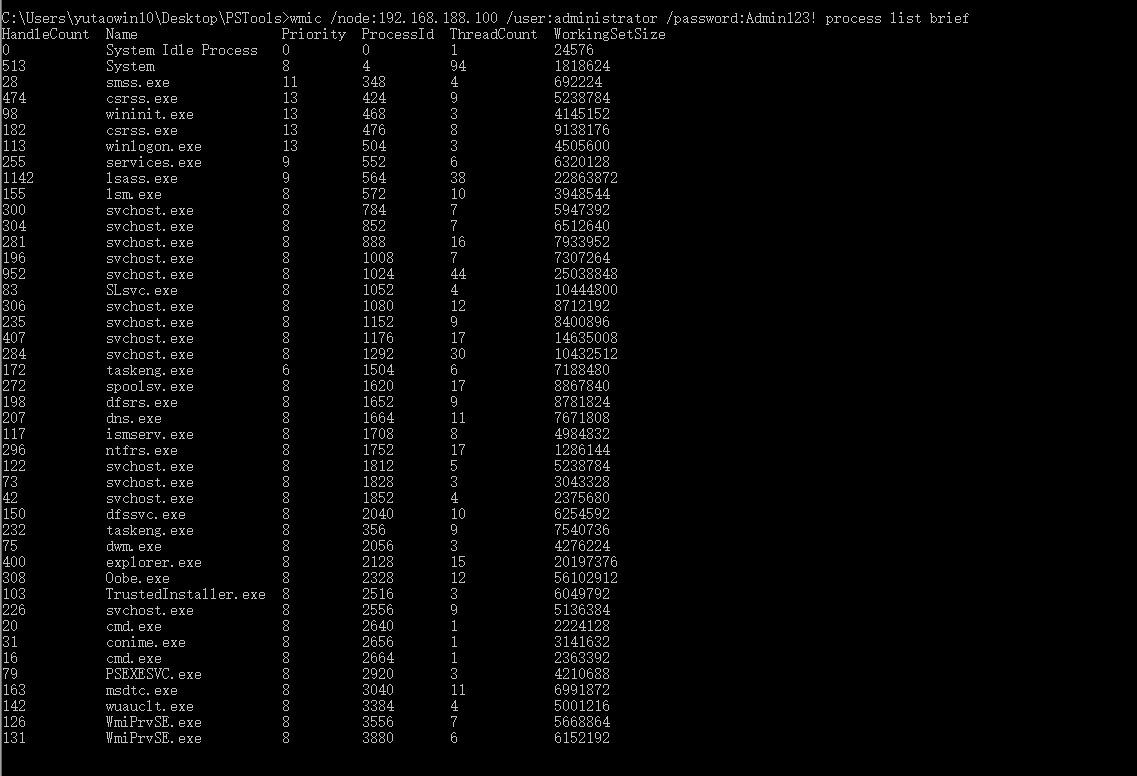 C:\Users\yutaowin10\Desktop\PSTools>wmic /node:192.168.188.100 /user:administrator /password:Admin123! process list brief
HandleCount  Name                 Priority  ProcessId  ThreadCount  WorkingSetSize
0            System Idle Process  0         0          1            24576
513          System               8         4          94           1818624
28           smss.exe             11        348        4            692224
474          csrss.exe            13        424        9            5238784
98           wininit.exe          13        468        3            4145152
182          csrss.exe            13        476        8            9138176
113          winlogon.exe         13        504        3            4505600
255          services.exe         9         552        6            6320128
1142         lsass.exe            9         564        38           22863872
155          lsm.exe              8         572        10           3948544
300          svchost.exe          8         784        7            5947392
304          svchost.exe          8         852        7            6512640
281          svchost.exe          8         888        16           7933952
196          svchost.exe          8         1008       7            7307264
952          svchost.exe          8         1024       44           25038848
83           SLsvc.exe            8         1052       4            10444800
306          svchost.exe          8         1080       12           8712192
235          svchost.exe          8         1152       9            8400896
407          svchost.exe          8         1176       17           14635008
284          svchost.exe          8         1292       30           10432512
172          taskeng.exe          6         1504       6            7188480
272          spoolsv.exe          8         1620       17           8867840
198          dfsrs.exe            8         1652       9            8781824
207          dns.exe              8         1664       11           7671808
117          ismserv.exe          8         1708       8            4984832
296          ntfrs.exe            8         1752       17           1286144
122          svchost.exe          8         1812       5            5238784
73           svchost.exe          8         1828       3            3043328
42           svchost.exe          8         1852       4            2375680
150          dfssvc.exe           8         2040       10           6254592
232          taskeng.exe          8         356        9            7540736
75           dwm.exe              8         2056       3            4276224
400          explorer.exe         8         2128       15           20197376
308          Oobe.exe             8         2328       12           56102912
103          TrustedInstaller.exe  8         2516       3            6049792
226          svchost.exe          8         2556       9            5136384
20           cmd.exe              8         2640       1            2224128
31           conime.exe           8         2656       1            3141632
16           cmd.exe              8         2664       1            2363392
79           PSEXESVC.exe         8         2920       3            4210688
163          msdtc.exe            8         3040       11           6991872
142          wuauclt.exe          8         3384       4            5001216
126          WmiPrvSE.exe         8         3556       7            5668864
131          WmiPrvSE.exe         8         3880       6            6152192